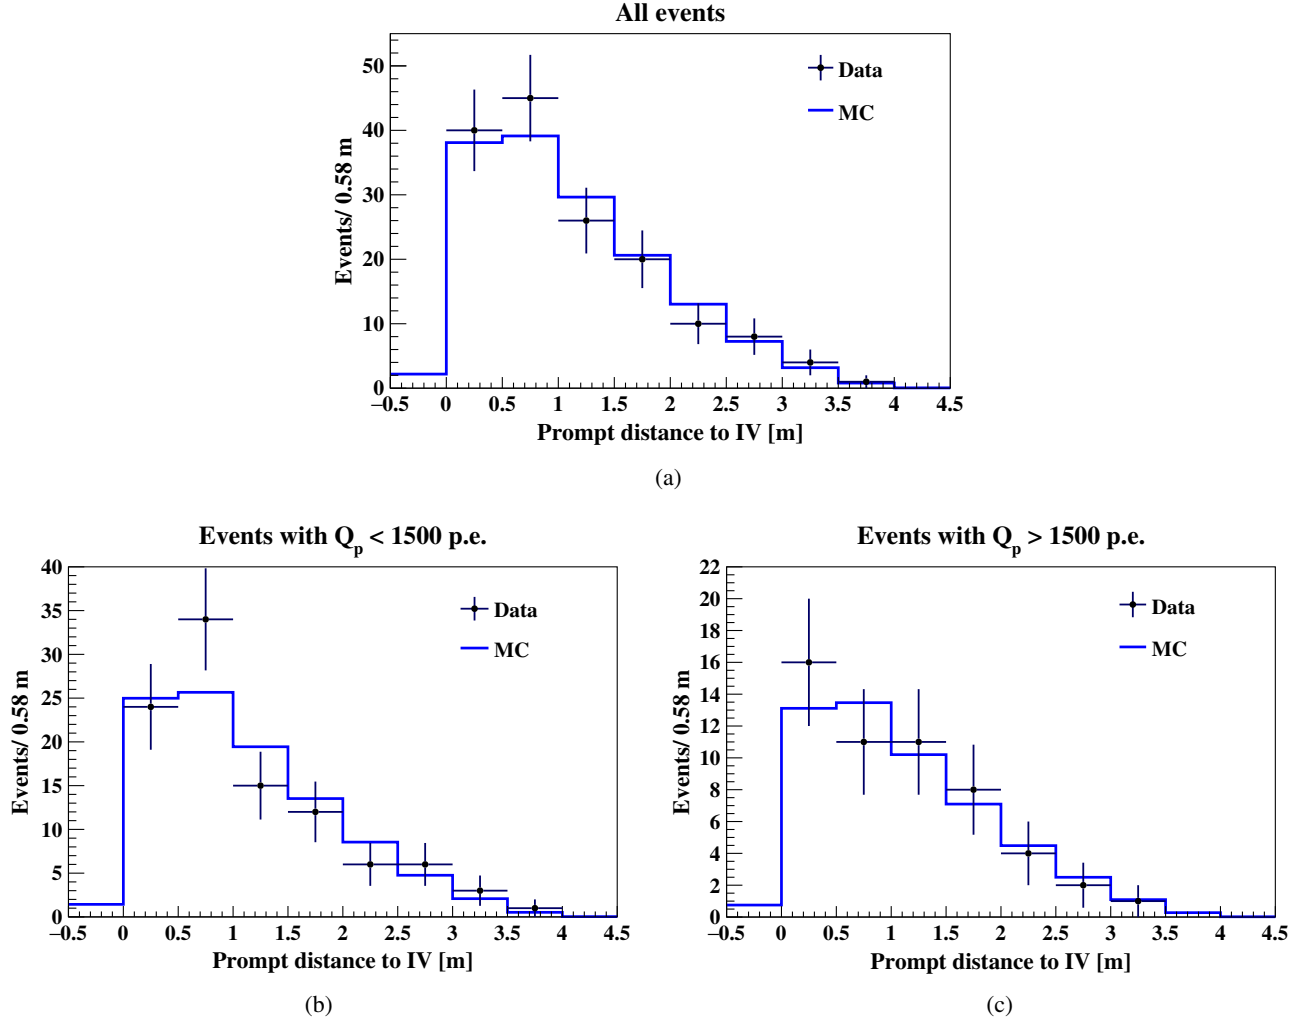 All events
Events/ 0.58 m
50
40
30
20
10
0
Data
MC
−0.5 0 0.5 1 1.5 2 2.5 3 3.5 4 4.5
Prompt distance to IV [m]
(a)
Events with Qp < 1500 p.e.
Events/ 0.58 m
40
35
30
25
20
15
10
5
0
Data
MC
−0.5 0 0.5 1 1.5 2 2.5 3 3.5 4 4.5
Prompt distance to IV [m]
(b)
Events with Qp > 1500 p.e.
Events/ 0.58 m
22
20
18
16
14
12
10
8
6
4
2
0
Data
MC
−0.5 0 0.5 1 1.5 2 2.5 3 3.5 4 4.5
Prompt distance to IV [m]
(c)